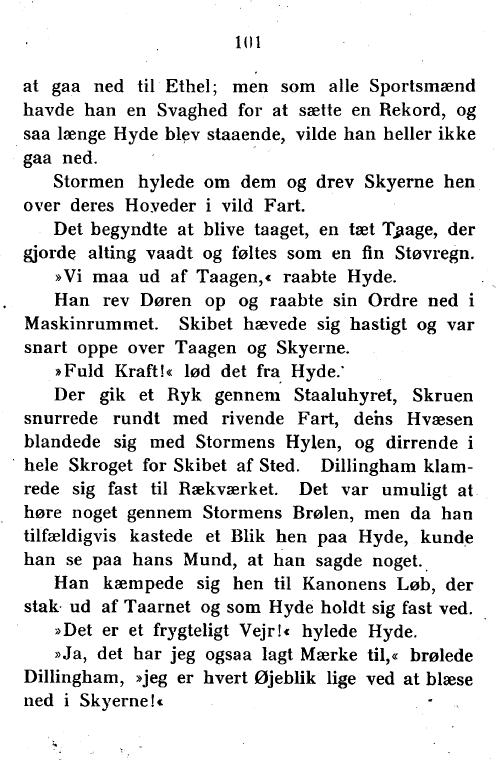 101
at gaa ned til Ethel; men som alle Sportsmænd
havde han en Svaghed for at sætte en Rekord, og
saa længe Hyde blev staaende, vilde han heller ikke
gaa ned.
Stormen hylede om dem og drev Skyerne hen
over deres Hoveder i vild Fart.
Det begyndte at blive taaget, en tæt Taage, der
gjorde alting vaadt og føltes som en fin Støvregn.
»Vi maa ud af Taagen,« raabte Hyde.
Han rev Døren op og raabte sin Ordre ned i
Maskinrummet. Skibet hævede sig hastigt og var
snart oppe over Taagen og Skyerne.
»Fuld Kraft!« lød det fra Hyde.
Der gik et Ryk gennem Staaluhyret, Skruen
snurrede rundt med rivende Fart, dens Hvæsen
blandede sig med Stormens Hylen, og dirrende i
hele Skroget for Skibet af Sted. Dillingham klam-
rede sig fast til Rækværket. Det var umuligt at
høre noget gennem Stormens Brølen, men da han
tilfældigvis kastede et Blik hen paa Hyde, kunde
han se paa hans Mund, at han sagde noget.
Han kæmpede sig hen til Kanonens Løb, der
stak ud af Taarnet og som Hyde holdt sig fast ved.
»Det er et frygteligt Vejr!« hylede Hyde.
»Ja, det har jeg ogsaa lagt Mærke til,« brølede
Dillingham, »jeg er hvert Øjeblik lige ved at blæse
ned i Skyerne!«